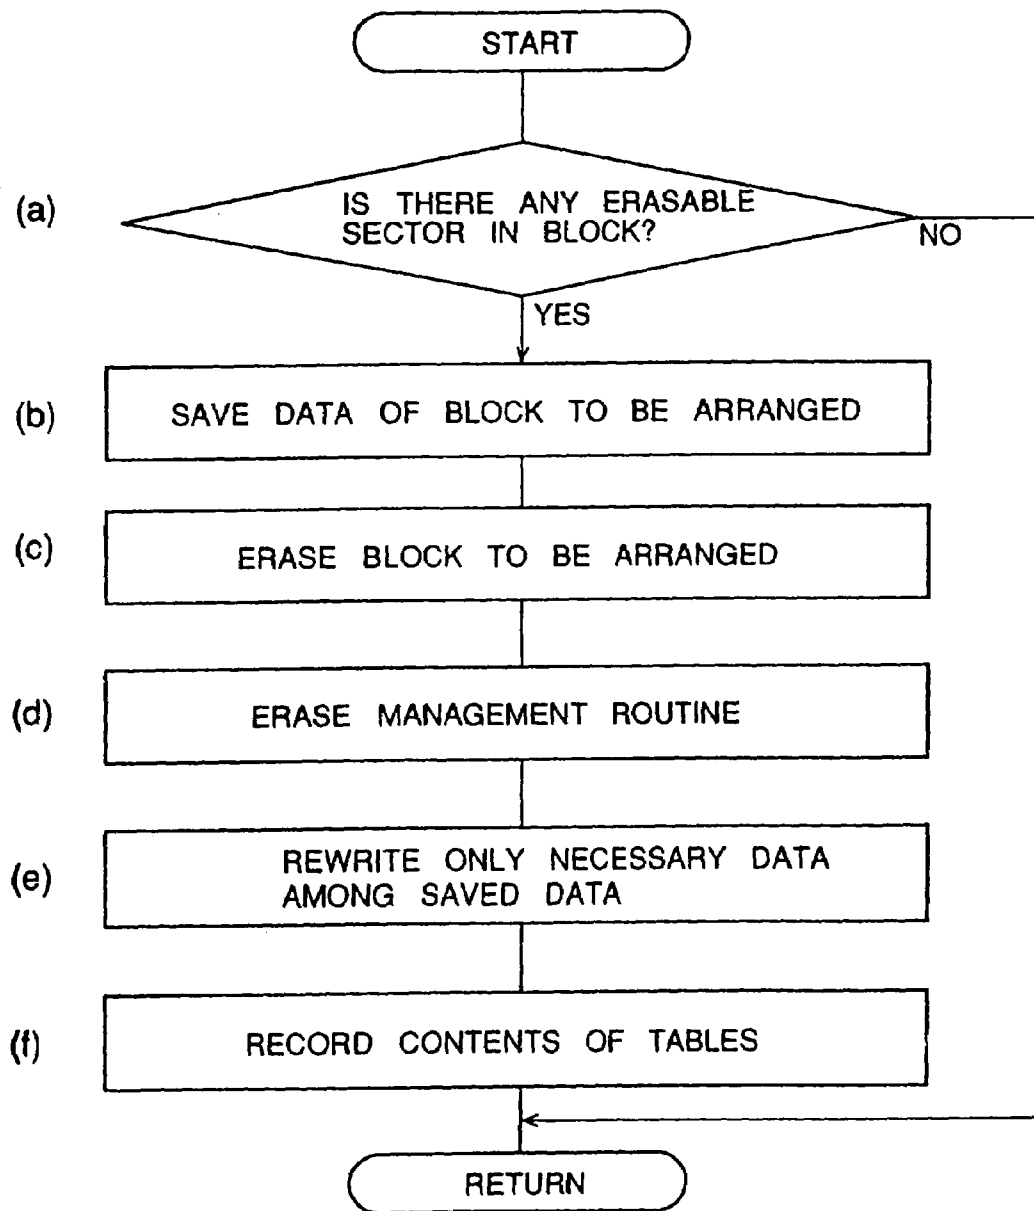 START
(a)
IS THERE ANY ERASABLE
SECTOR IN BLOCK?
NO
YES
(b)
SAVE DATA OF BLOCK TO BE ARRANGED
(c)
ERASE BLOCK TO BE ARRANGED
(d)
ERASE MANAGEMENT ROUTINE
(e)
REWRITE ONLY NECESSARY DATA
AMONG SAVED DATA
(f)
RECORD CONTENTS OF TABLES
RETURN